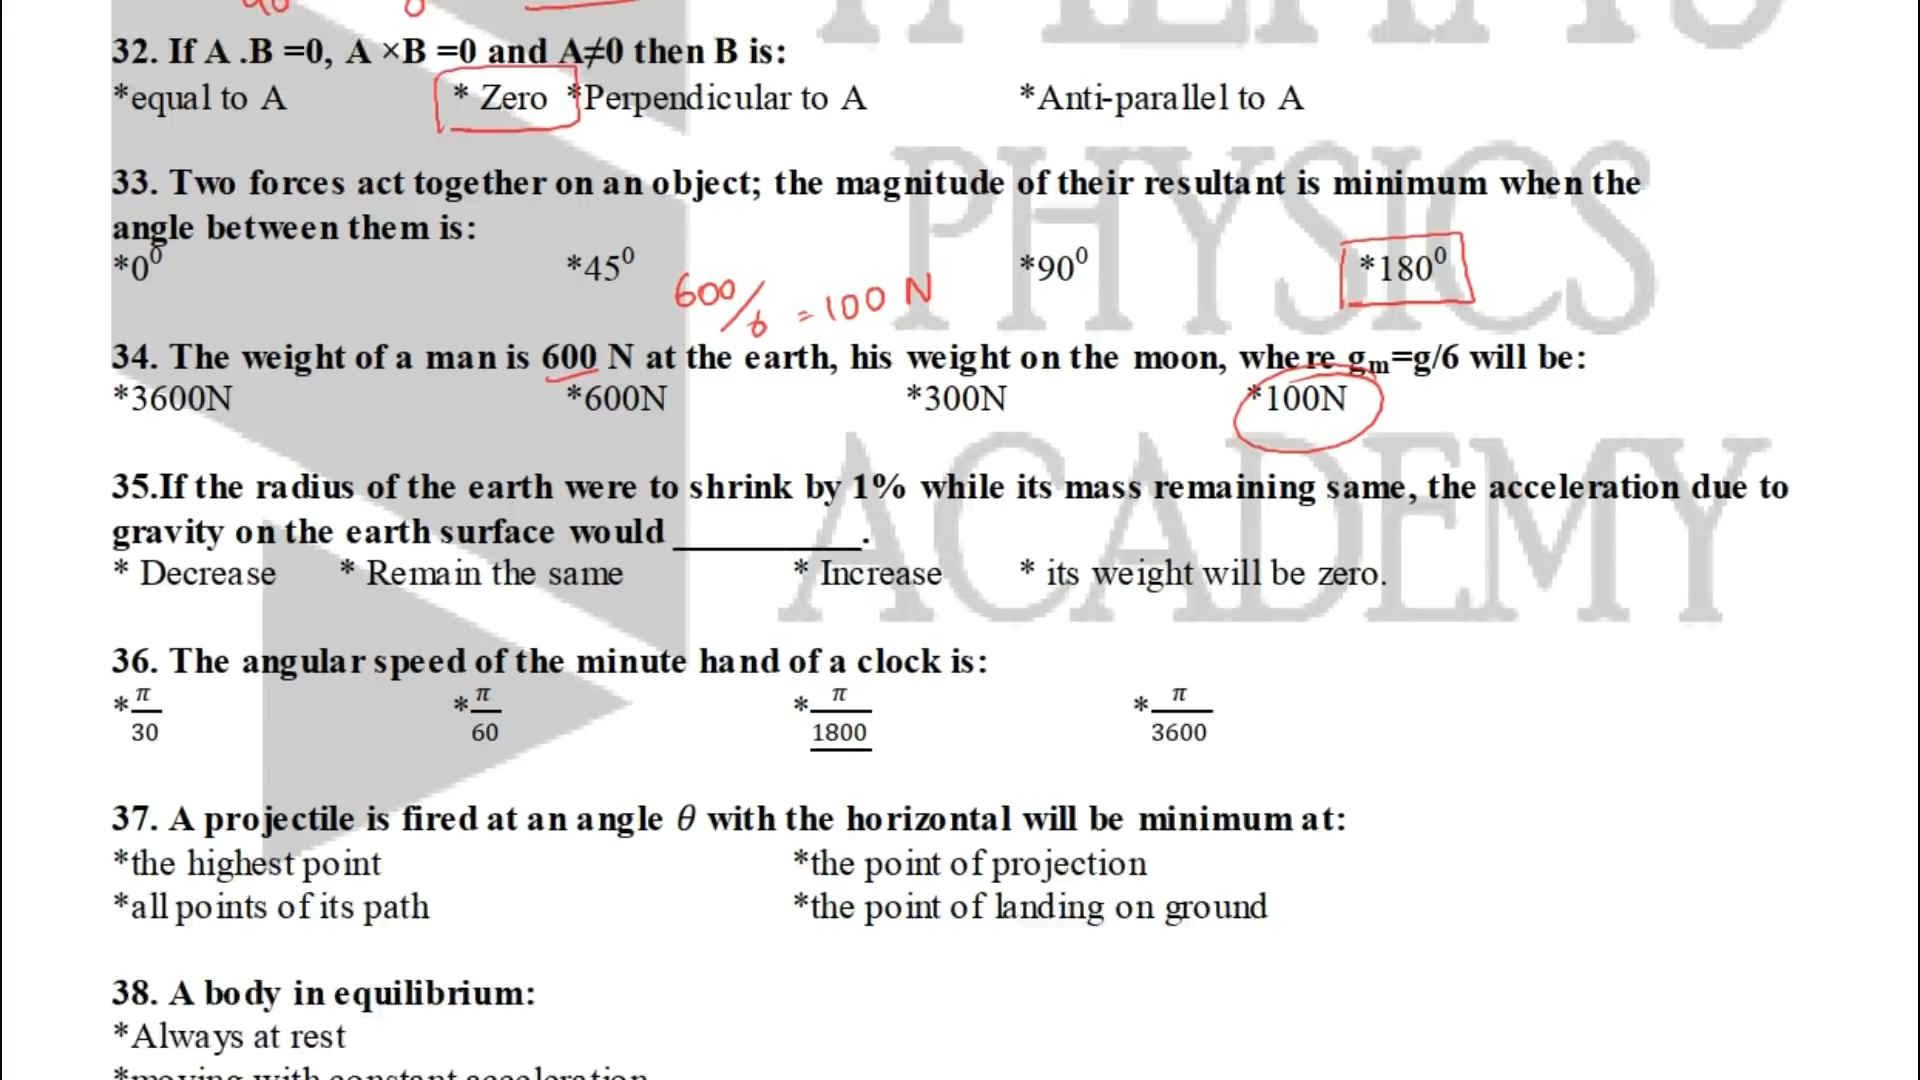 32. If A .B =0, A ×B =0 and A≠0 then B is:
*equal to A * Zero *Perpendicular to A *Anti-parallel to A
33. Two forces act together on an object; the magnitude of their resultant is minimum when the
angle between them is:
*0⁰ *45⁰ *90⁰ *180⁰
600/6 = 100 N
34. The weight of a man is 600 N at the earth, his weight on the moon, where gₘ=g/6 will be:
*3600N *600N *300N *100N
35.If the radius of the earth were to shrink by 1% while its mass remaining same, the acceleration due to
gravity on the earth surface would __________.
* Decrease * Remain the same * Increase * its weight will be zero.
36. The angular speed of the minute hand of a clock is:
*π/30 *π/60 *π/1800 *π/3600
37. A projectile is fired at an angle θ with the horizontal will be minimum at:
*the highest point *the point of projection
*all points of its path *the point of landing on ground
38. A body in equilibrium:
*Always at rest
*moving with constant acceleration
PHYSICS
ACADEMY